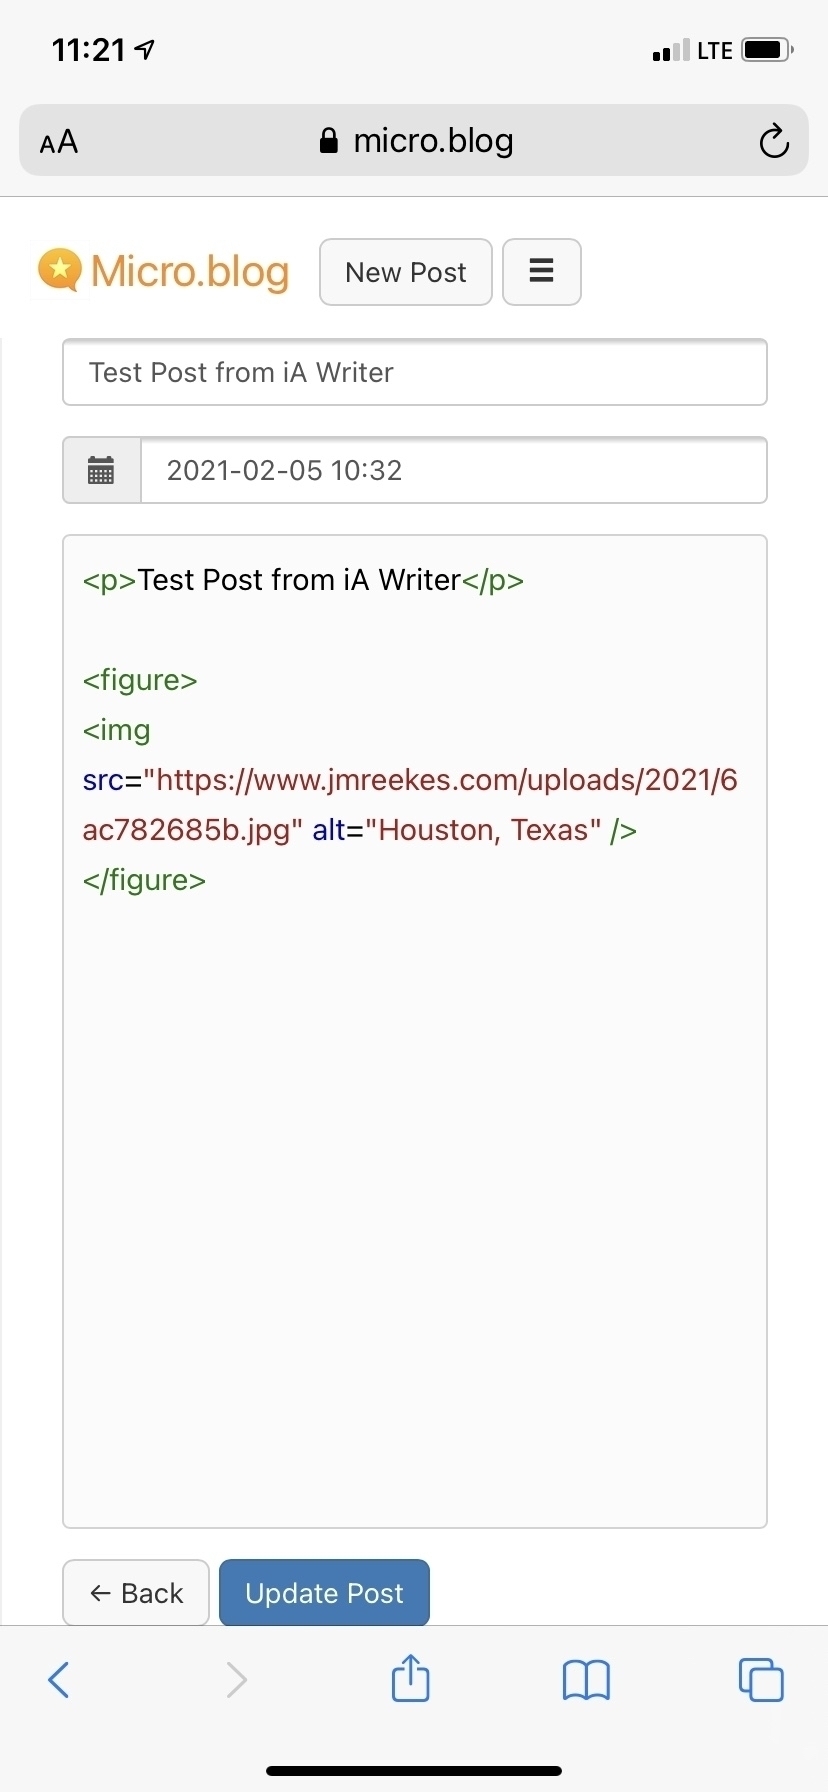 11:21
LTE
AA
micro.blog
Micro.blog
New Post
Test Post from iA Writer
2021-02-05 10:32
<p>Test Post from iA Writer</p>
<figure>
<img
src="https://www.jmreekes.com/uploads/2021/6
ac782685b.jpg" alt="Houston, Texas" />
</figure>
← Back
Update Post